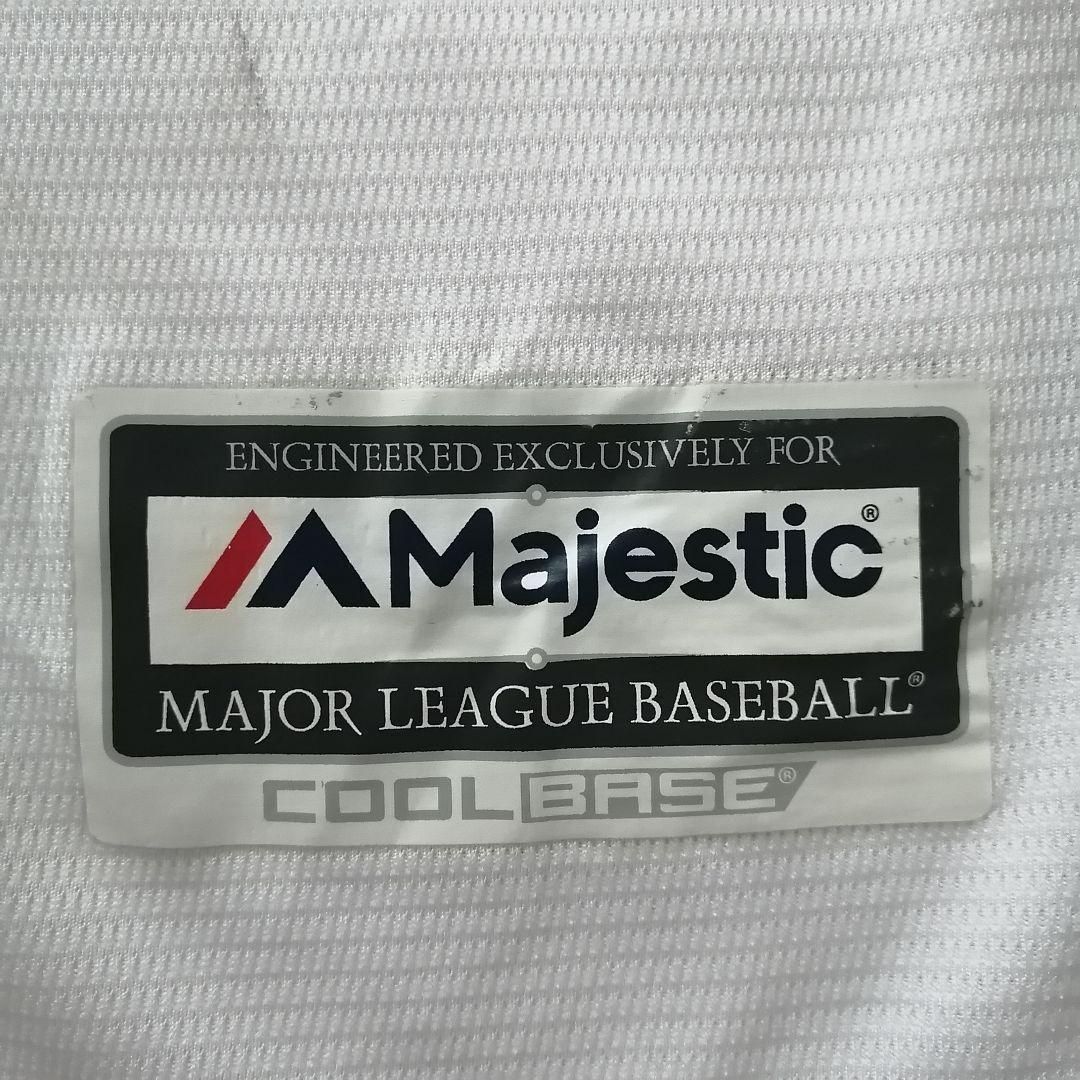 ENGINEERED EXCLUSIVELY FOR
Majestic®
MAJOR LEAGUE BASEBALL®
COOLBASE®